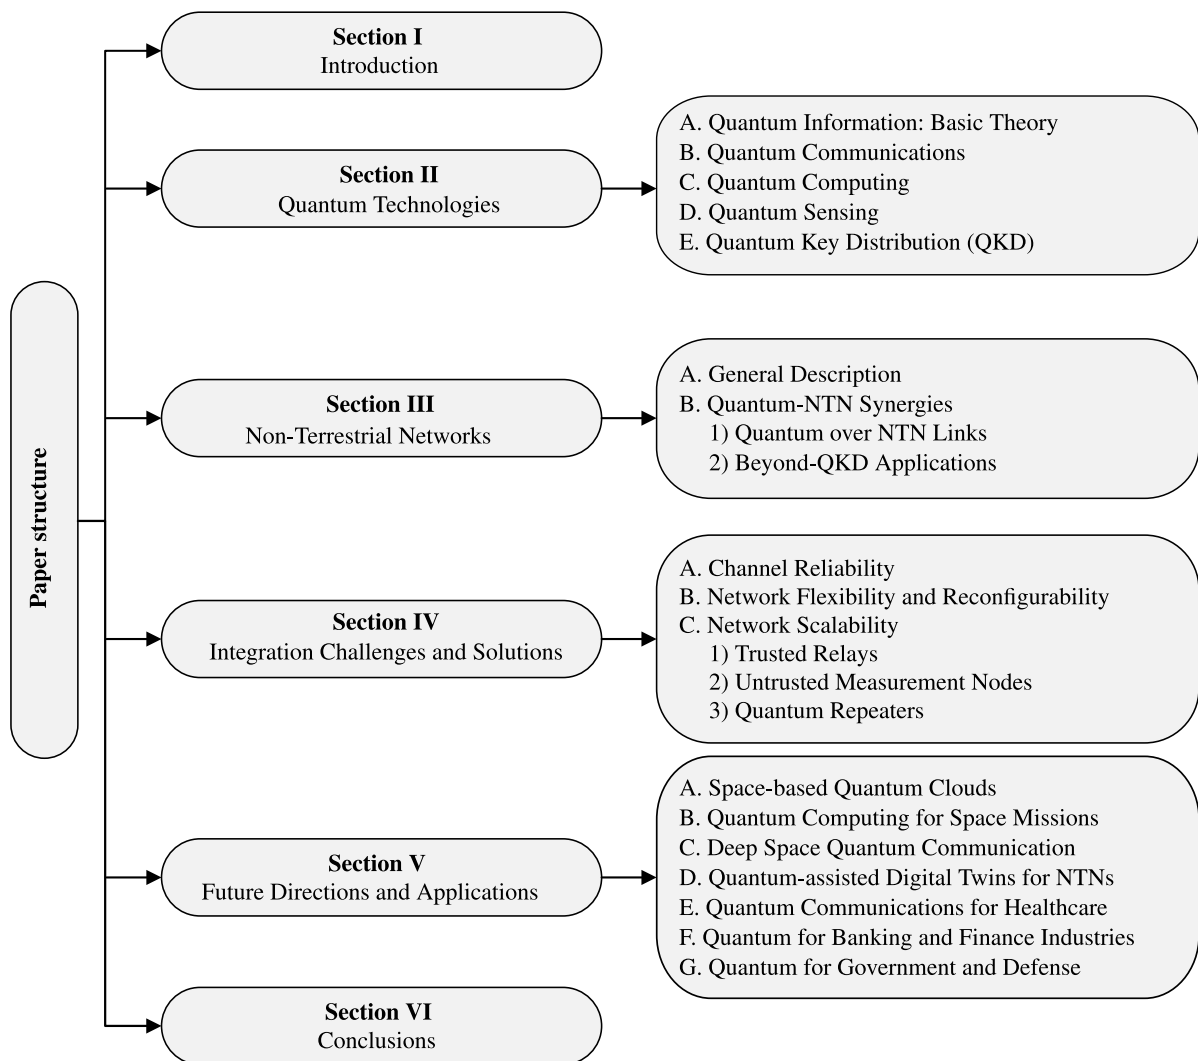 Paper structure
Section I
Introduction
Section II
Quantum Technologies
A. Quantum Information: Basic Theory
B. Quantum Communications
C. Quantum Computing
D. Quantum Sensing
E. Quantum Key Distribution (QKD)
Section III
Non-Terrestrial Networks
A. General Description
B. Quantum-NTN Synergies
1) Quantum over NTN Links
2) Beyond-QKD Applications
Section IV
Integration Challenges and Solutions
A. Channel Reliability
B. Network Flexibility and Reconfigurability
C. Network Scalability
1) Trusted Relays
2) Untrusted Measurement Nodes
3) Quantum Repeaters
Section V
Future Directions and Applications
A. Space-based Quantum Clouds
B. Quantum Computing for Space Missions
C. Deep Space Quantum Communication
D. Quantum-assisted Digital Twins for NTNs
E. Quantum Communications for Healthcare
F. Quantum for Banking and Finance Industries
G. Quantum for Government and Defense
Section VI
Conclusions